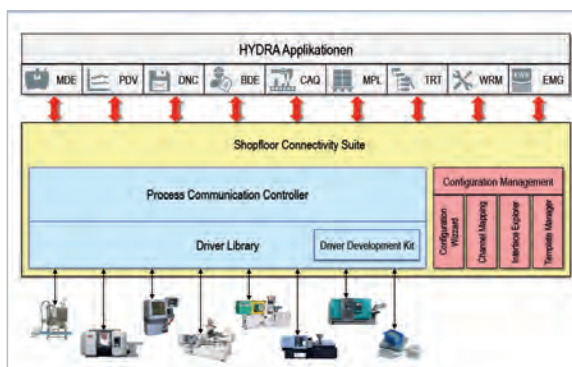 HYDRA Applikationen
MDE PDV DNC BDE CAQ MPL TRT WRM EMG
Shopfloor Connectivity Suite
Process Communication Controller
Driver Library
Driver Development Kit
Configuration Management
Configuration Wizzard
Channel Mapping
Interface Explorer
Template Manager